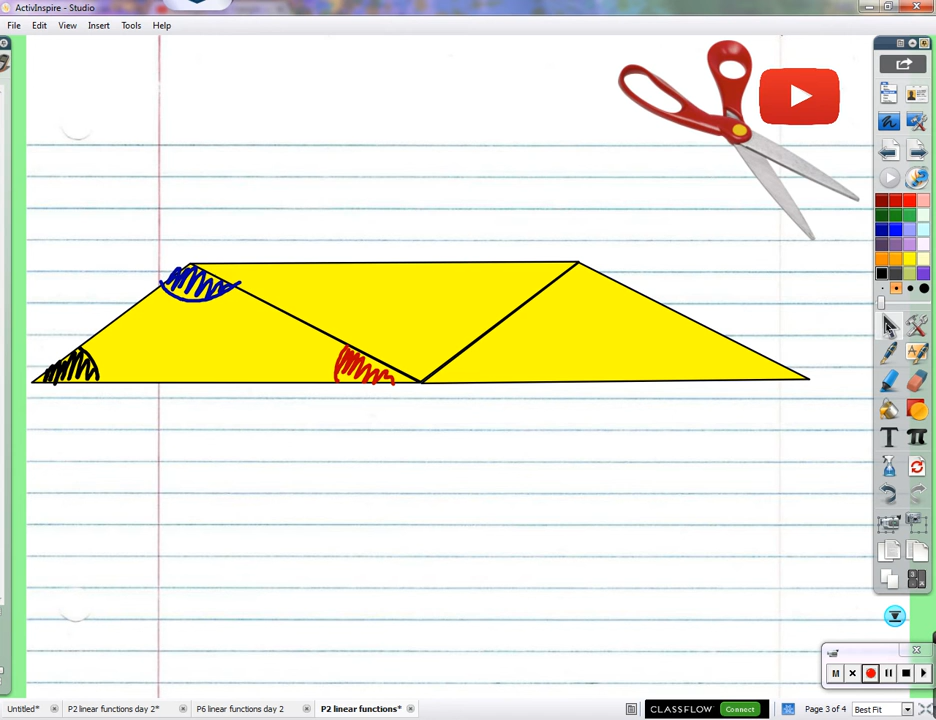 ActivInspire - Studio
File Edit View Insert Tools Help
T π
M
Untitled* P2 linear functions day 2* P6 linear functions day 2 P2 linear functions* CLASSFLOW Connect Page 3 of 4 Best Fit